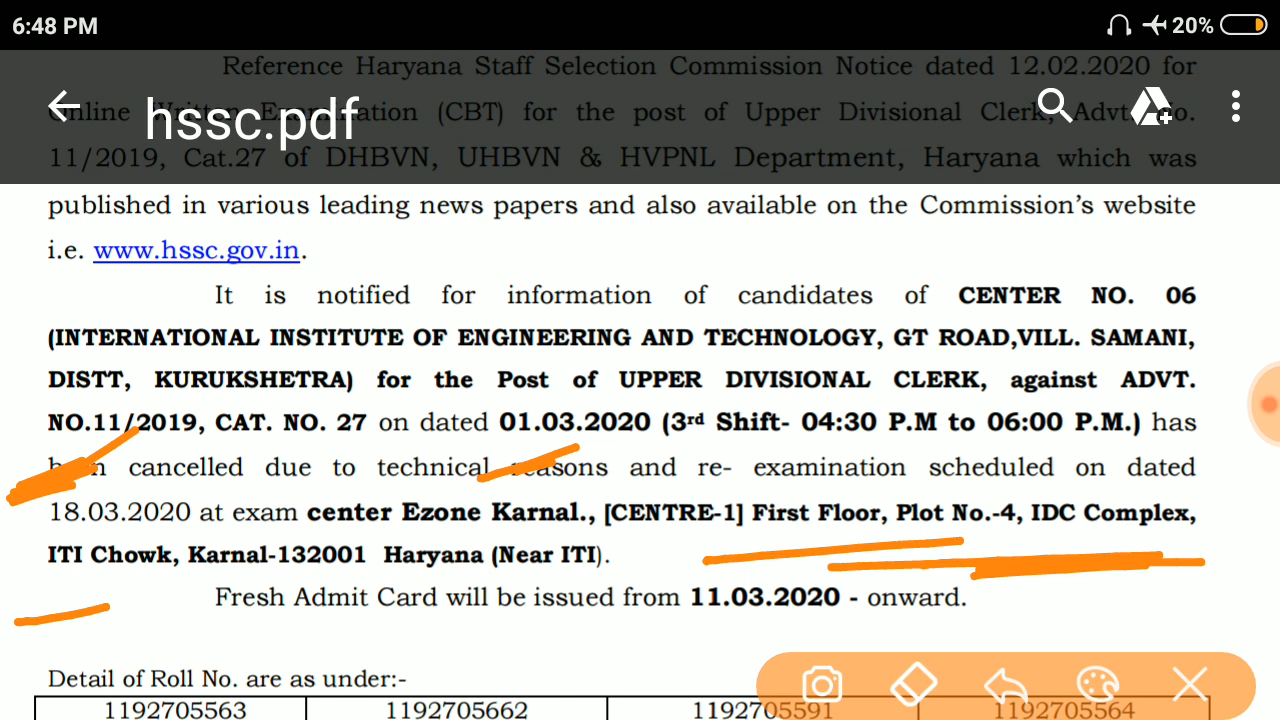 6:48 PM
20%
Reference Haryana Staff Selection Commission Notice dated 12.02.2020 for
hssc.pdf
Online Written Examination (CBT) for the post of Upper Divisional Clerk, Advt. No.
11/2019, Cat.27 of DHBVN, UHBVN & HVPNL Department, Haryana which was
published in various leading news papers and also available on the Commission's website
i.e. www.hssc.gov.in.
It is notified for information of candidates of CENTER NO. 06
(INTERNATIONAL INSTITUTE OF ENGINEERING AND TECHNOLOGY, GT ROAD,VILL. SAMANI,
DISTT, KURUKSHETRA) for the Post of UPPER DIVISIONAL CLERK, against ADVT.
NO.11/2019, CAT. NO. 27 on dated 01.03.2020 (3rd Shift- 04:30 P.M to 06:00 P.M.) has
been cancelled due to technical reasons and re- examination scheduled on dated
18.03.2020 at exam center Ezone Karnal., [CENTRE-1] First Floor, Plot No.-4, IDC Complex,
ITI Chowk, Karnal-132001 Haryana (Near ITI).
Fresh Admit Card will be issued from 11.03.2020 - onward.
Detail of Roll No. are as under:-
1192705563 1192705662 1192705591 1192705564